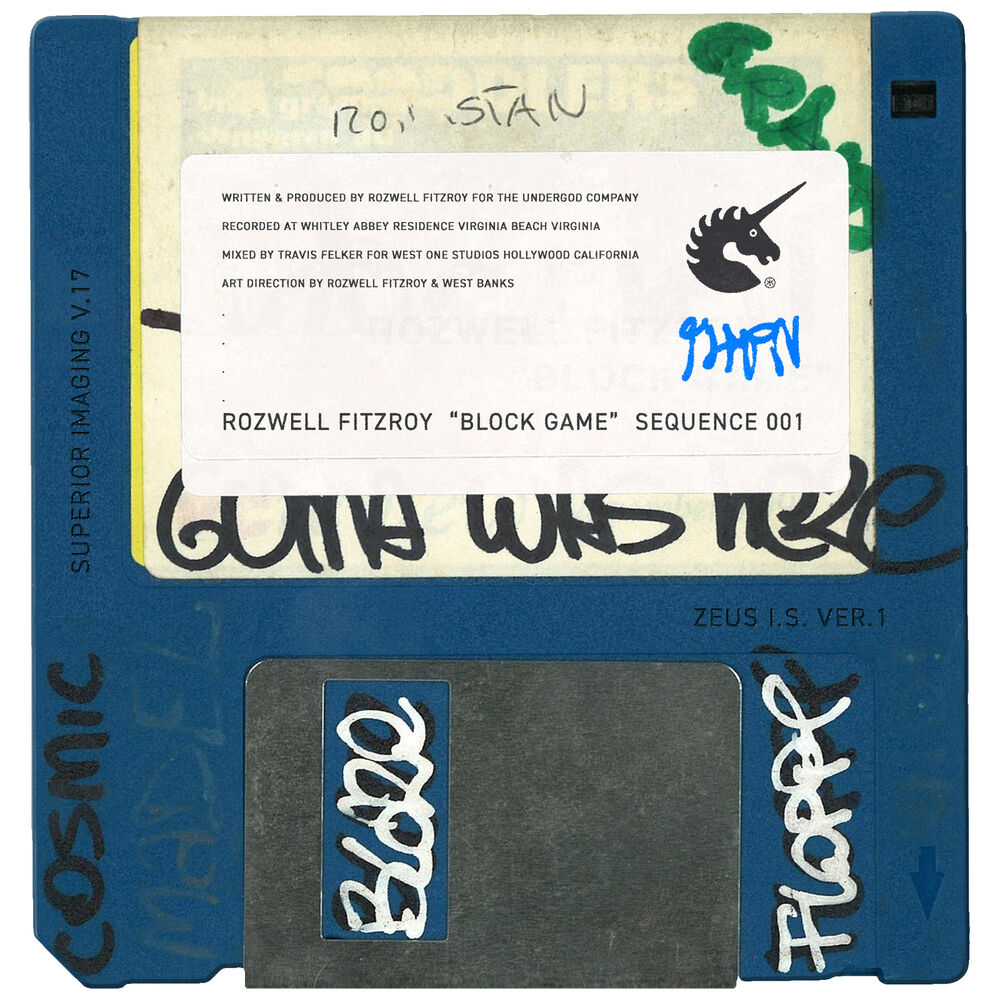 STAN
WRITTEN & PRODUCED BY ROZWELL FITZROY FOR THE UNDERGOD COMPANY
RECORDED AT WHITLEY ABBEY RESIDENCE VIRGINIA BEACH VIRGINIA
MIXED BY TRAVIS FELKER FOR WEST ONE STUDIOS HOLLYWOOD CALIFORNIA
ART DIRECTION BY ROZWELL FITZROY & WEST BANKS
®
ROZWELL FITZROY "BLOCK GAME" SEQUENCE 001
WAS HERE
SUPERIOR IMAGING V.17
ZEUS I.S. VER.1
COSMIC
FLOPPY